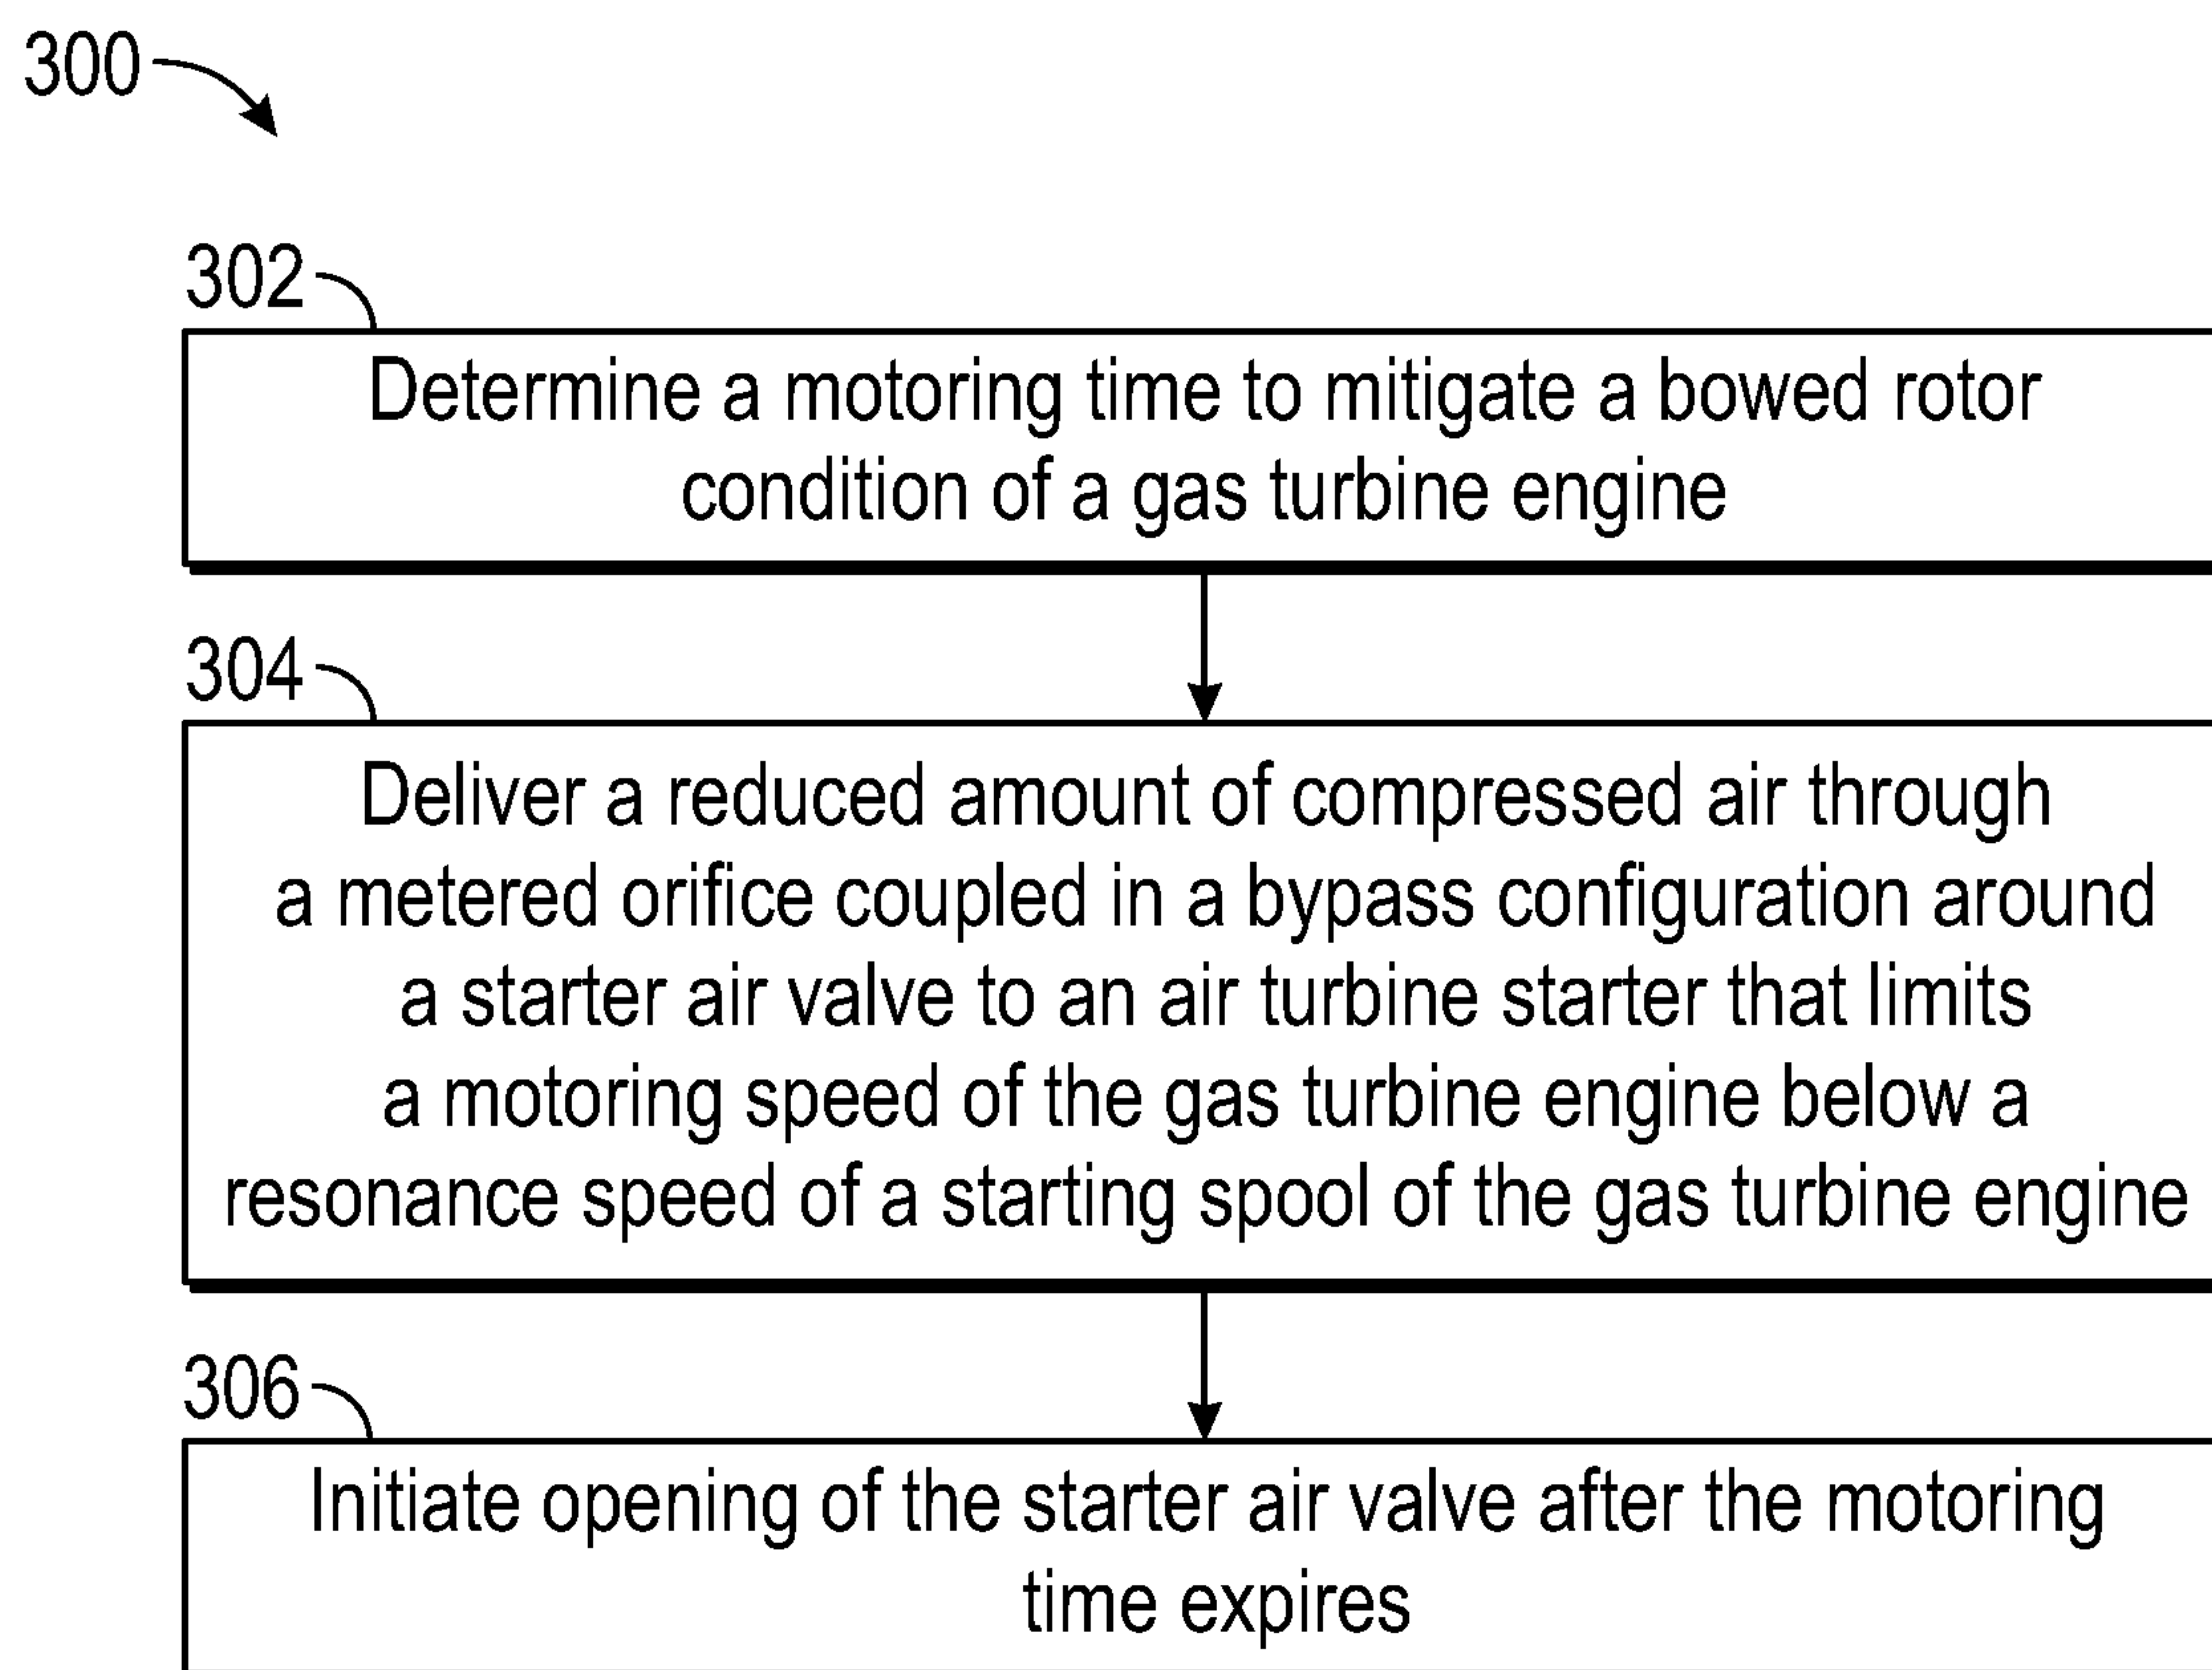 300
302
Determine a motoring time to mitigate a bowed rotor
condition of a gas turbine engine
304
Deliver a reduced amount of compressed air through
a metered orifice coupled in a bypass configuration around
a starter air valve to an air turbine starter that limits
a motoring speed of the gas turbine engine below a
resonance speed of a starting spool of the gas turbine engine
306
Initiate opening of the starter air valve after the motoring
time expires